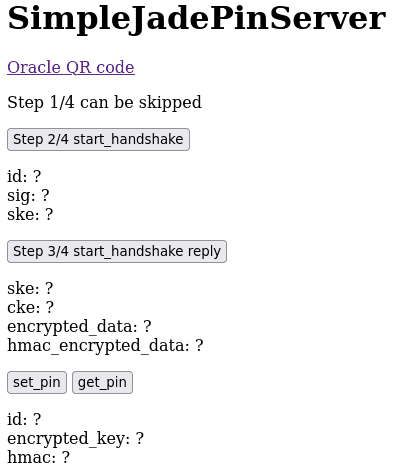 SimpleJadePinServer
Oracle QR code
Step 1/4 can be skipped
Step 2/4 start_handshake
id: ?
sig: ?
ske: ?
Step 3/4 start_handshake reply
ske: ?
cke: ?
encrypted_data: ?
hmac_encrypted_data: ?
set_pin get_pin
id: ?
encrypted_key: ?
hmac: ?